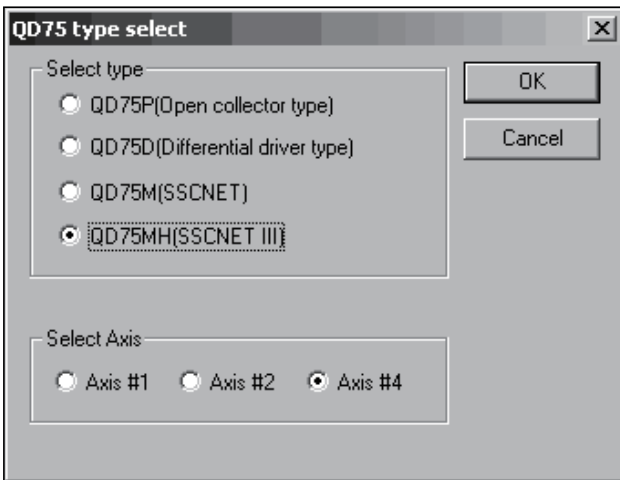 QD75 type select
Select type
QD75P(Open collector type)
QD75D(Differential driver type)
QD75M(SSCNET)
QD75MH(SSCNET III)
OK
Cancel
Select Axis
Axis #1 Axis #2 Axis #4